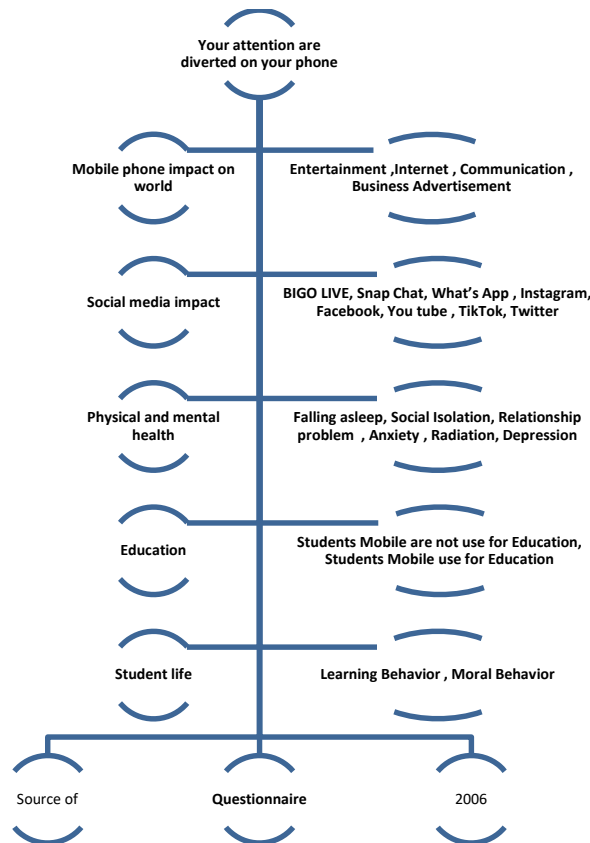 Your attention are
diverted on your phone
Mobile phone impact on
world
Entertainment ,Internet , Communication ,
Business Advertisement
Social media impact
BIGO LIVE, Snap Chat, What's App , Instagram,
Facebook, You tube , TikTok, Twitter
Physical and mental
health
Falling asleep, Social Isolation, Relationship
problem , Anxiety , Radiation, Depression
Education
Students Mobile are not use for Education,
Students Mobile use for Education
Student life
Learning Behavior , Moral Behavior
Source of
Questionnaire
2006